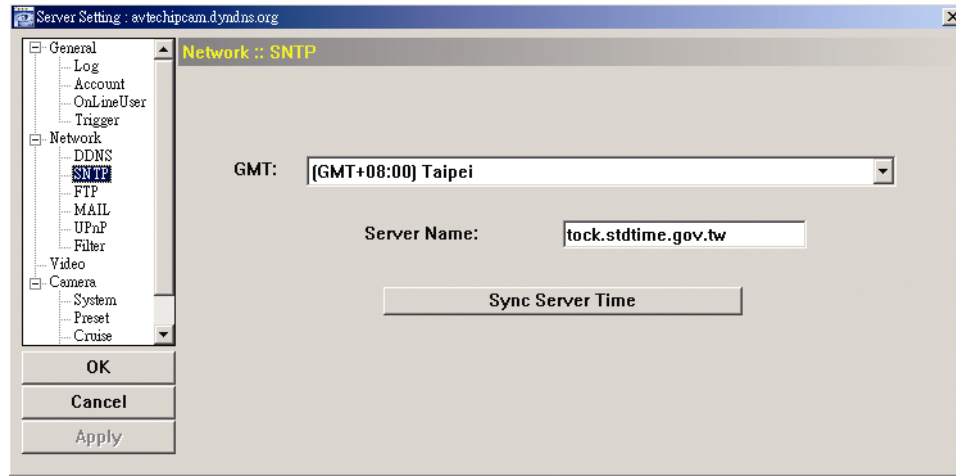 Server Setting : avtechipcam.dyndns.org
General
Log
Account
OnLineUser
Trigger
Network
DDNS
SNTP
FTP
MAIL
UPnP
Filter
Video
Camera
System
Preset
Cruise
OK
Cancel
Apply
Network :: SNTP
GMT: (GMT+08:00) Taipei
Server Name: tock.stdtime.gov.tw
Sync Server Time